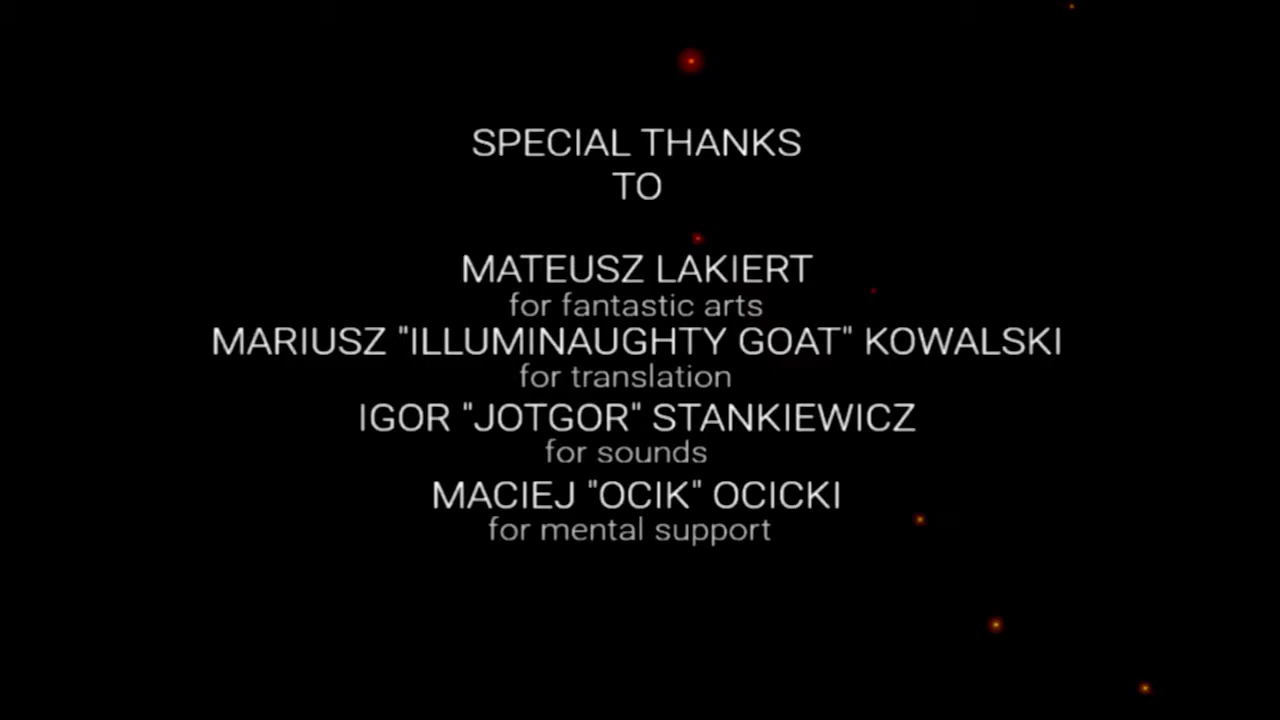 SPECIAL THANKS
TO
MATEUSZ LAKIERT
for fantastic arts
MARIUSZ "ILLUMINAUGHTY GOAT" KOWALSKI
for translation
IGOR "JOTGOR" STANKIEWICZ
for sounds
MACIEJ "OCIK" OCICKI
for mental support